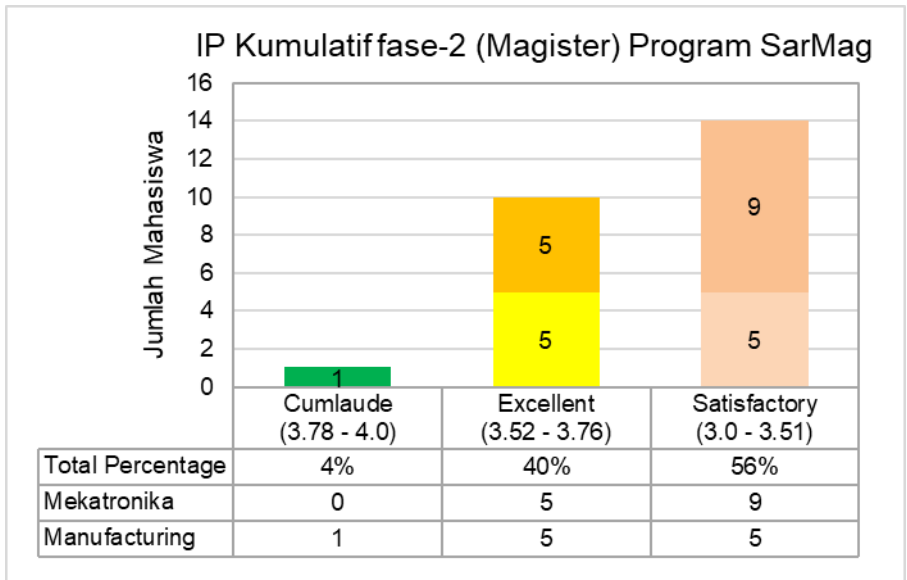 IP Kumulatif fase-2 (Magister) Program SarMag
Jumlah Mahasiswa
16
14
12
10
8
6
4
2
0
1
5
5
9
5
Cumlaude Excellent Satisfactory
(3.78 - 4.0) (3.52 - 3.76) (3.0 - 3.51)
Total Percentage 4% 40% 56%
Mekatronika 0 5 9
Manufacturing 1 5 5